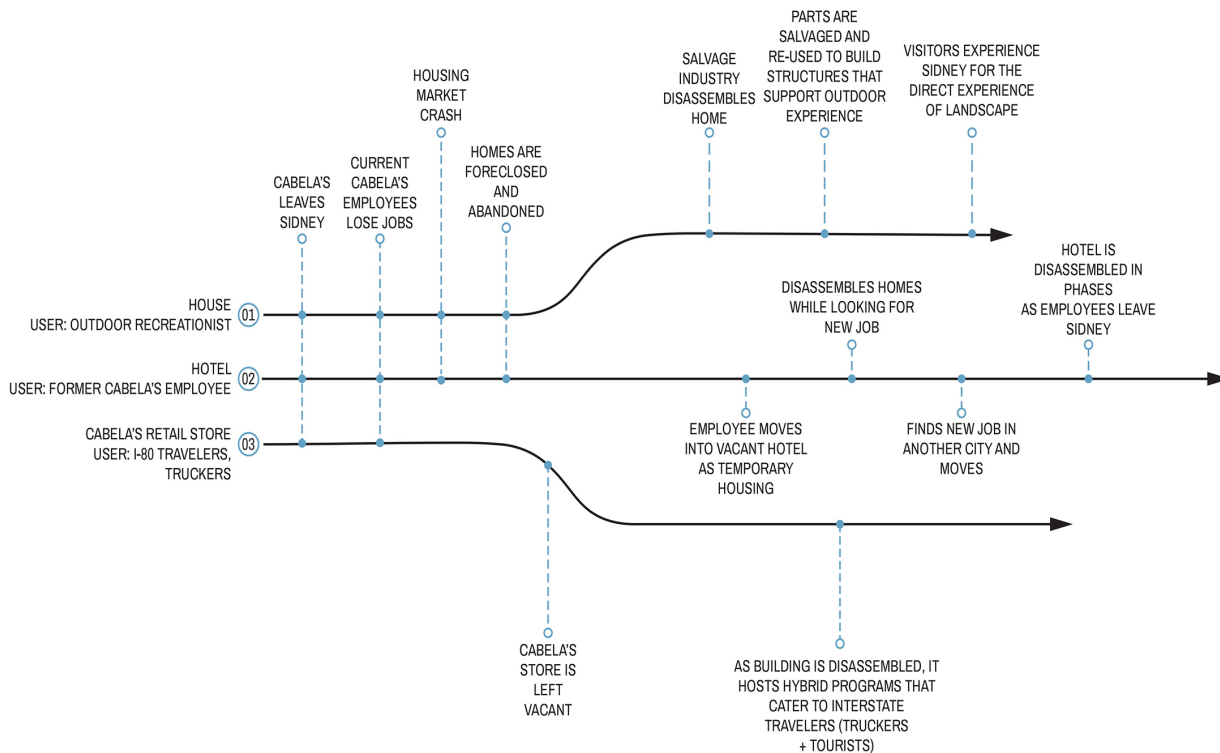 PARTS ARE
SALVAGED AND
RE-USED TO BUILD
STRUCTURES THAT
SUPPORT OUTDOOR
EXPERIENCE
VISITORS EXPERIENCE
SIDNEY FOR THE
DIRECT EXPERIENCE
OF LANDSCAPE
SALVAGE
INDUSTRY
DISASSEMBLES
HOME
HOUSING
MARKET
CRASH
HOMES ARE
FORECLOSED
AND
ABANDONED
CURRENT
CABELA'S
EMPLOYEES
LOSE JOBS
CABELA'S
LEAVES
SIDNEY
HOTEL IS
DISASSEMBLED IN
PHASES
AS EMPLOYEES LEAVE
SIDNEY
DISASSEMBLES HOMES
WHILE LOOKING FOR
NEW JOB
HOUSE
USER: OUTDOOR RECREATIONIST
01
HOTEL
USER: FORMER CABELA'S EMPLOYEE
02
CABELA'S RETAIL STORE
USER: I-80 TRAVELERS,
TRUCKERS
03
EMPLOYEE MOVES
INTO VACANT HOTEL
AS TEMPORARY
HOUSING
FINDS NEW JOB IN
ANOTHER CITY AND
MOVES
CABELA'S
STORE IS
LEFT
VACANT
AS BUILDING IS DISASSEMBLED, IT
HOSTS HYBRID PROGRAMS THAT
CATER TO INTERSTATE
TRAVELERS (TRUCKERS
+ TOURISTS)